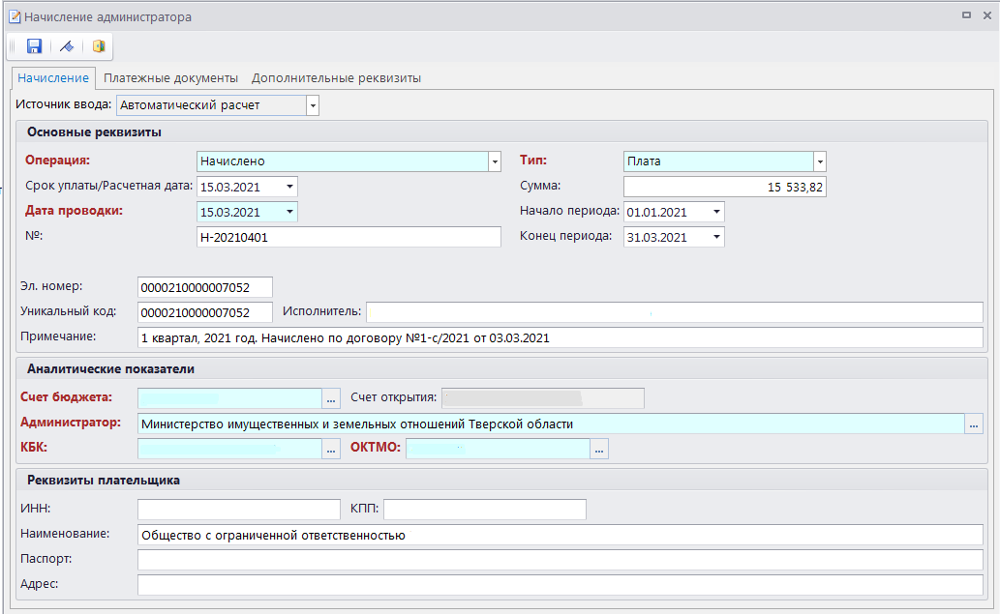 Начисление администратора
Начисление Платежные документы Дополнительные реквизиты
Источник ввода: Автоматический расчет
Основные реквизиты
Операция: Начислено Тип: Плата
Срок уплаты/Расчетная дата: 15.03.2021 Сумма: 15 533,82
Дата проводки: 15.03.2021 Начало периода: 01.01.2021
№: Н-20210401 Конец периода: 31.03.2021
Эл. номер: 0000210000007052
Уникальный код: 0000210000007052 Исполнитель:
Примечание: 1 квартал, 2021 год. Начислено по договору №1-с/2021 от 03.03.2021
Аналитические показатели
Счет бюджета: ... Счет открытия:
Администратор: Министерство имущественных и земельных отношений Тверской области ...
КБК: ... ОКТМО: ...
Реквизиты плательщика
ИНН: КПП:
Наименование: Общество с ограниченной ответственностью
Паспорт:
Адрес: